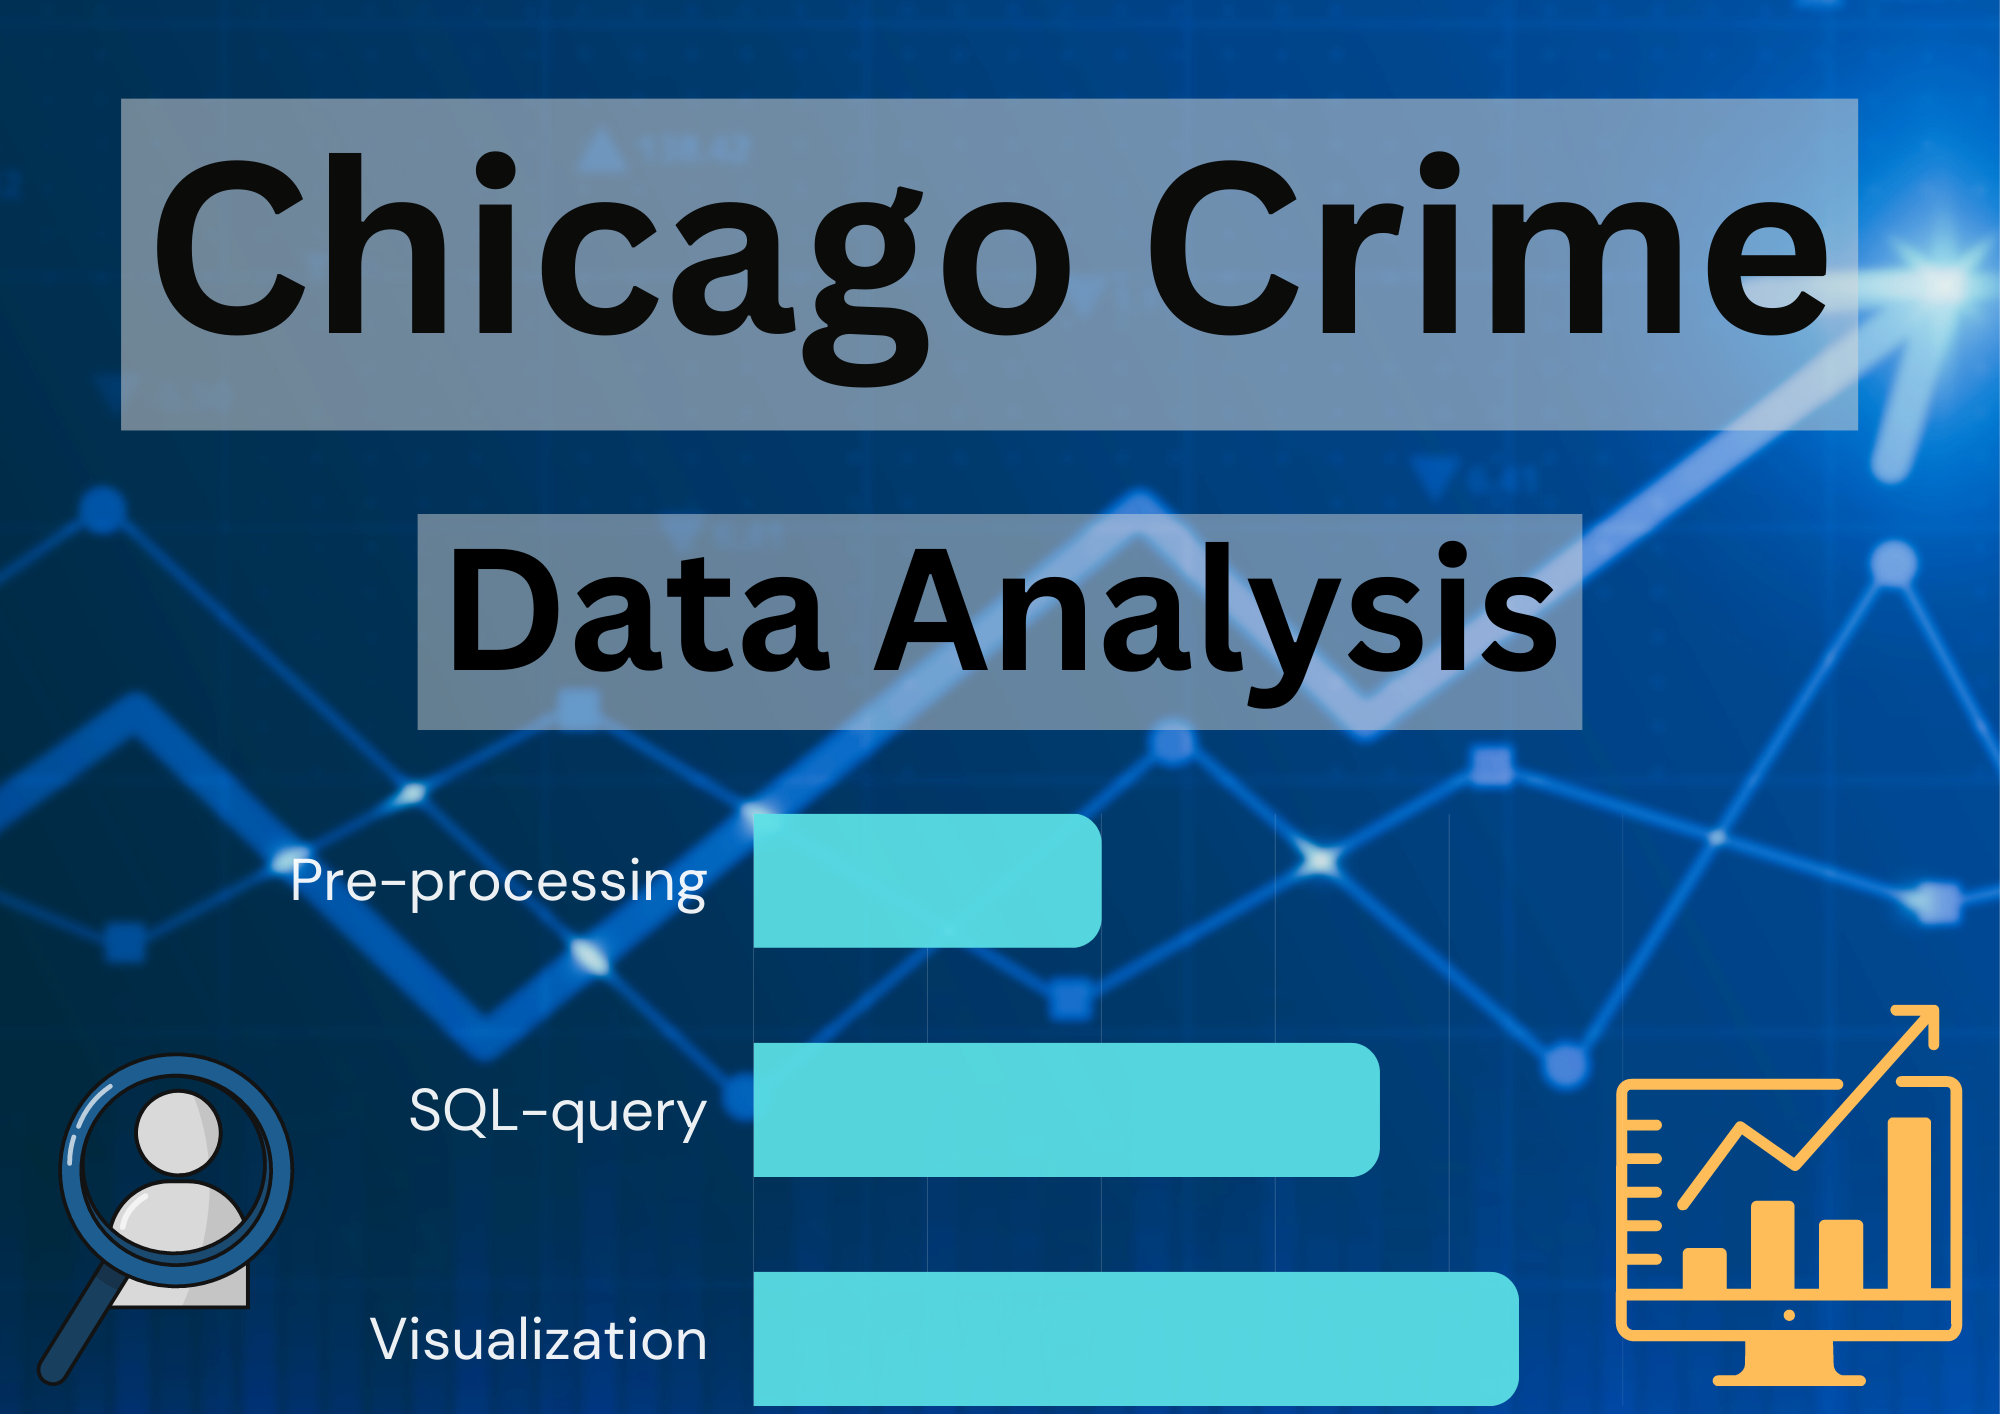 Chicago Crime
Data Analysis
Pre-processing
SQL-query
Visualization